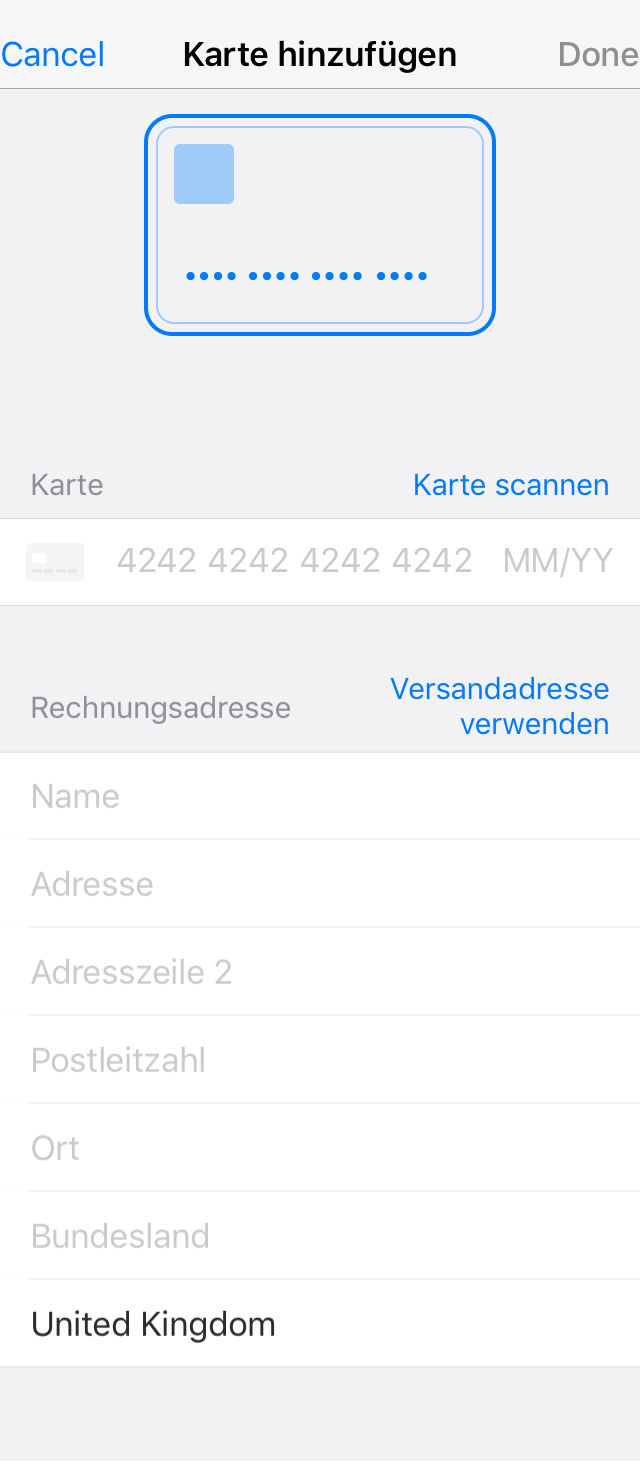 Cancel Karte hinzufügen Done
•••• •••• •••• ••••
Karte Karte scannen
4242 4242 4242 4242 MM/YY
Rechnungsadresse Versandadresse
verwenden
Name
Adresse
Adresszeile 2
Postleitzahl
Ort
Bundesland
United Kingdom